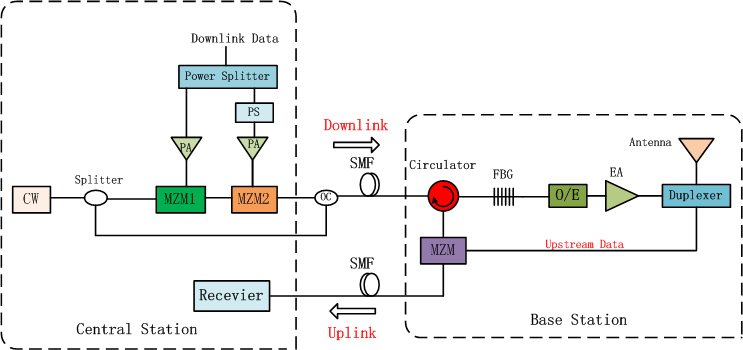 Downlink Data
Power Splitter
PS
PA
PA
Downlink
SMF
Splitter
CW
MZM1
MZM2
OC
Circulator
FBG
O/E
EA
Antenna
Duplexer
MZM
Upstream Data
SMF
Recevier
Uplink
Central Station
Base Station